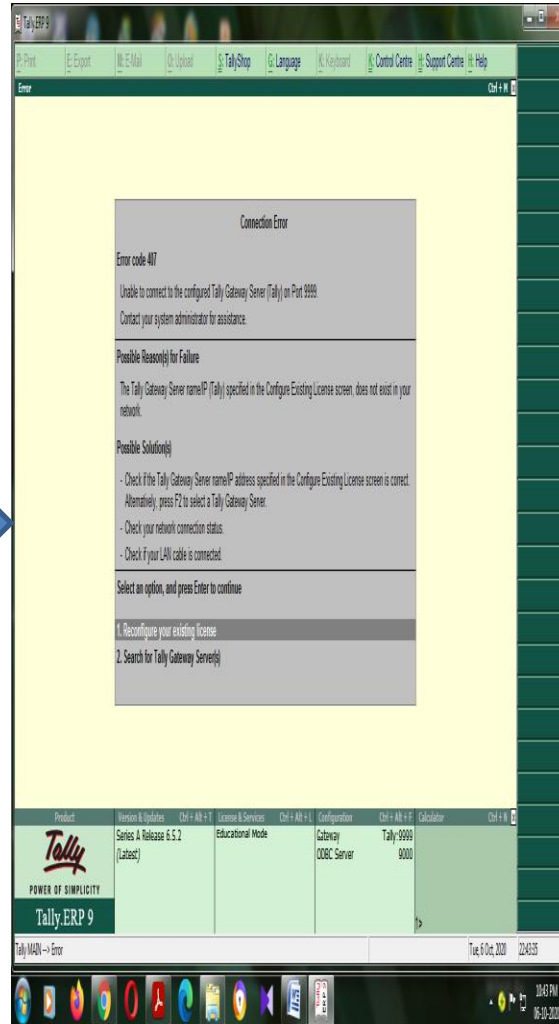 Tally.ERP 9
P: Print E: Export M: E-Mail O: Upload S: TallyShop G: Language K: Keyboard K: Control Centre H: Support Centre H: Help
Error Ctrl + M
Connection Error
Error code 407
Unable to connect to the configured Tally Gateway Server (Tally) on Port 9999.
Contact your system administrator for assistance.
Possible Reason(s) for Failure
The Tally Gateway Server name/IP (Tally) specified in the Configure Existing License screen, does not exist in your
network.
Possible Solution(s)
- Check if the Tally Gateway Server name/IP address specified in the Configure Existing License screen is correct.
Alternatively, press F2 to select a Tally Gateway Server.
- Check your network connection status.
- Check if your LAN cable is connected.
Select an option, and press Enter to continue
1. Reconfigure your existing license
2. Search for Tally Gateway Server(s)
Product Version & Updates Ctrl + Alt + T License & Services Ctrl + Alt + L Configuration Ctrl + Alt + F Calculator Ctrl + N
Tally
POWER OF SIMPLICITY
Tally.ERP 9
Series A Release 6.5.2
(Latest)
Educational Mode
Gateway Tally:9999
ODBC Server 9000
1>
Tally MAIN --> Error Tue, 6 Oct, 2020 22:43:35
10:43 PM
06-10-2020